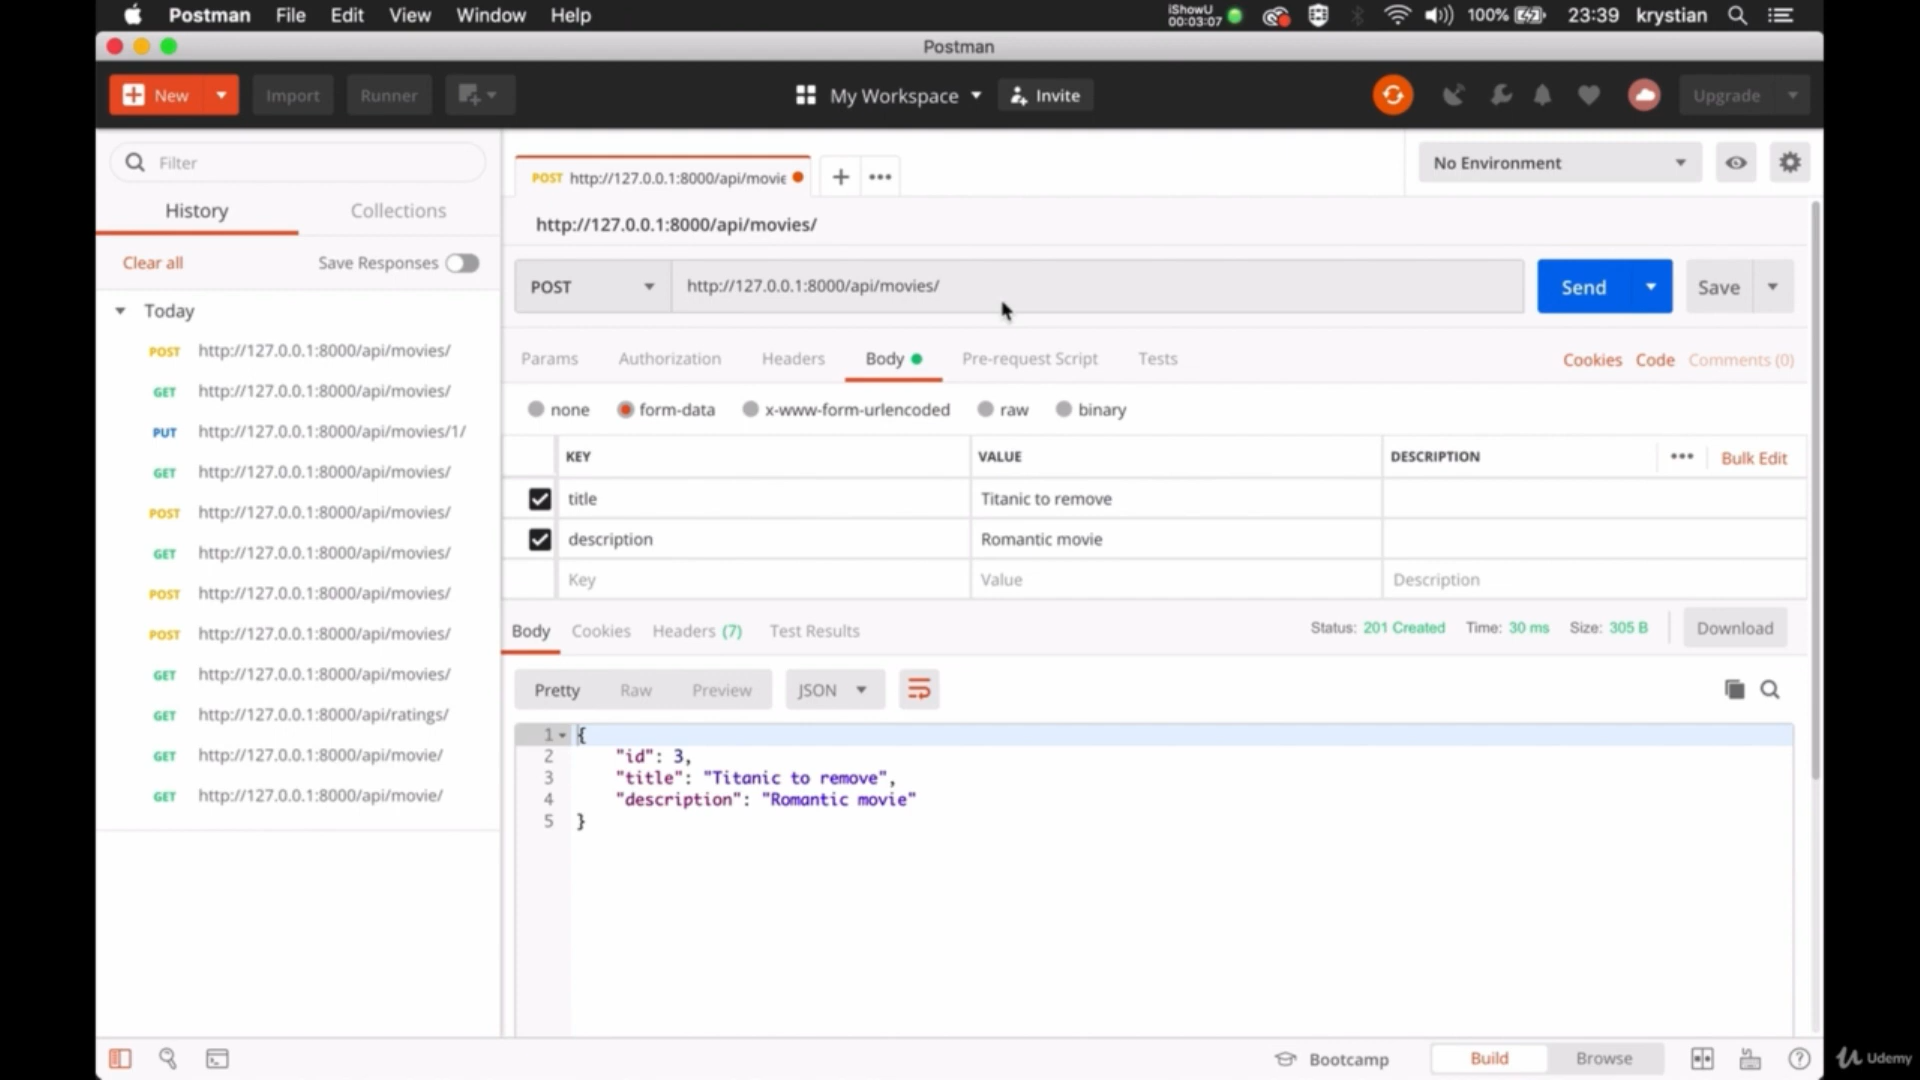 Postman File Edit View Window Help iShowU 00:03:07 100% 23:39 krystian
Postman
New Import Runner My Workspace Invite Upgrade
Filter
History Collections
Clear all Save Responses
Today
POST http://127.0.0.1:8000/api/movies/
GET http://127.0.0.1:8000/api/movies/
PUT http://127.0.0.1:8000/api/movies/1/
GET http://127.0.0.1:8000/api/movies/
POST http://127.0.0.1:8000/api/movies/
GET http://127.0.0.1:8000/api/movies/
POST http://127.0.0.1:8000/api/movies/
POST http://127.0.0.1:8000/api/movies/
GET http://127.0.0.1:8000/api/movies/
GET http://127.0.0.1:8000/api/ratings/
GET http://127.0.0.1:8000/api/movie/
GET http://127.0.0.1:8000/api/movie/
POST http://127.0.0.1:8000/api/movie No Environment
http://127.0.0.1:8000/api/movies/
POST http://127.0.0.1:8000/api/movies/ Send Save
Params Authorization Headers Body Pre-request Script Tests Cookies Code Comments (0)
none form-data x-www-form-urlencoded raw binary
KEY VALUE DESCRIPTION ••• Bulk Edit
title Titanic to remove
description Romantic movie
Key Value Description
Body Cookies Headers (7) Test Results Status: 201 Created Time: 30 ms Size: 305 B Download
Pretty Raw Preview JSON
1 {
2 "id": 3,
3 "title": "Titanic to remove",
4 "description": "Romantic movie"
5 }
Bootcamp Build Browse
Udemy